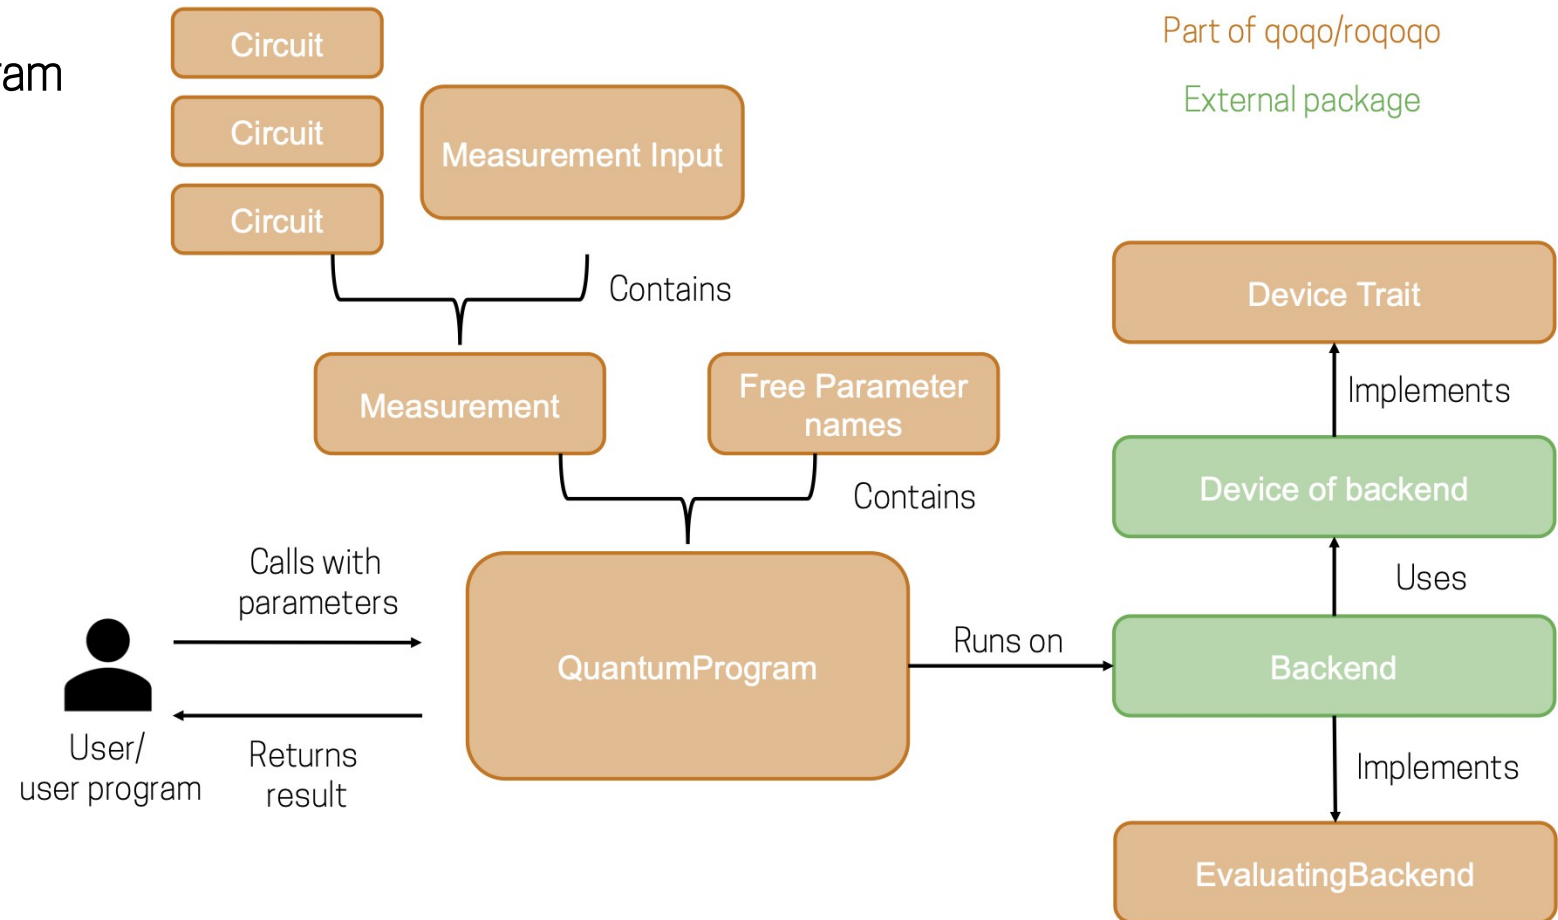 ram
Circuit
Circuit
Circuit
Measurement Input
Part of qoqo/roqoqo
External package
Contains
Measurement
Free Parameter
names
Contains
Calls with
parameters
User/
user program
Returns
result
QuantumProgram
Runs on
Device Trait
Implements
Device of backend
Uses
Backend
Implements
EvaluatingBackend